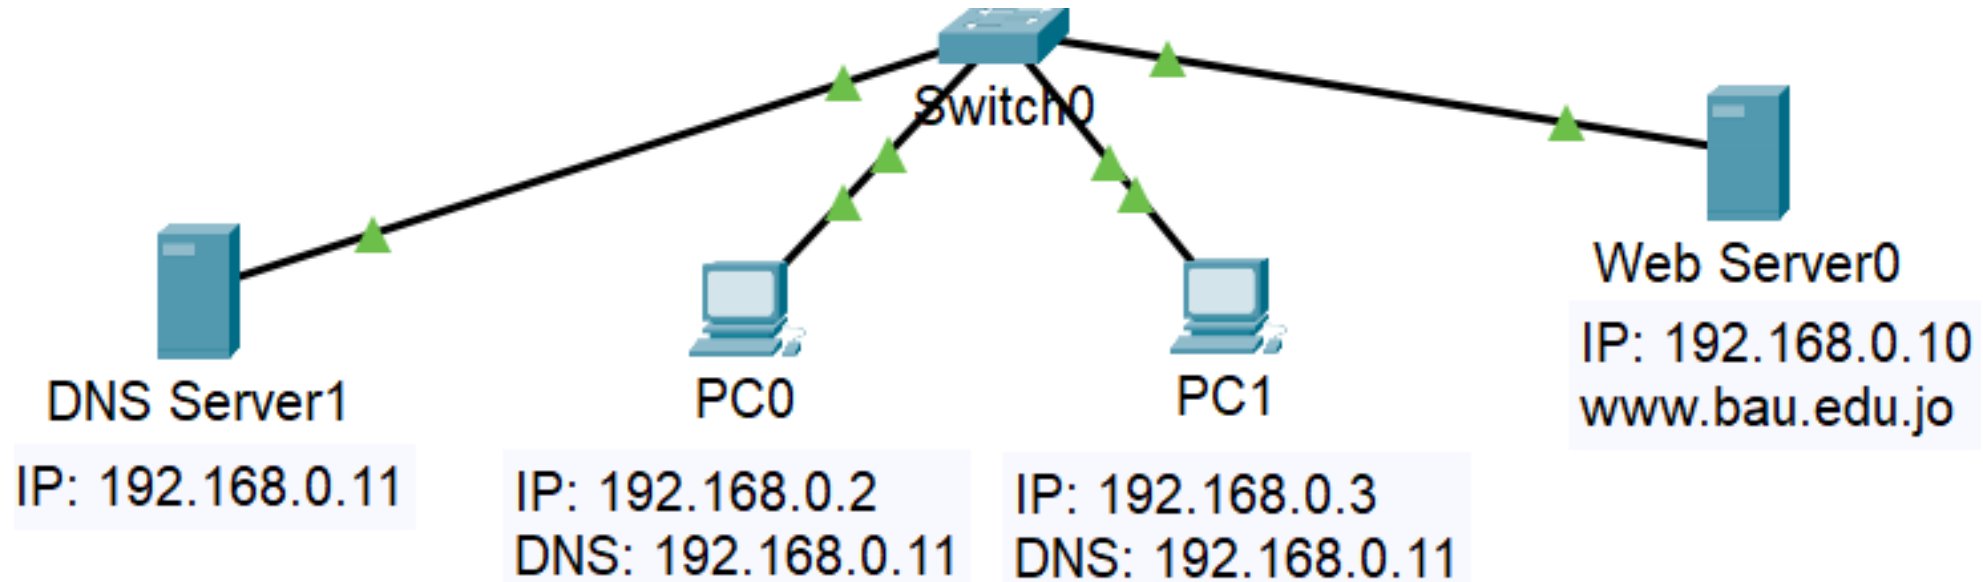 Switch0
DNS Server1
IP: 192.168.0.11
PC0
IP: 192.168.0.2
DNS: 192.168.0.11
PC1
IP: 192.168.0.3
DNS: 192.168.0.11
Web Server0
IP: 192.168.0.10
www.bau.edu.jo